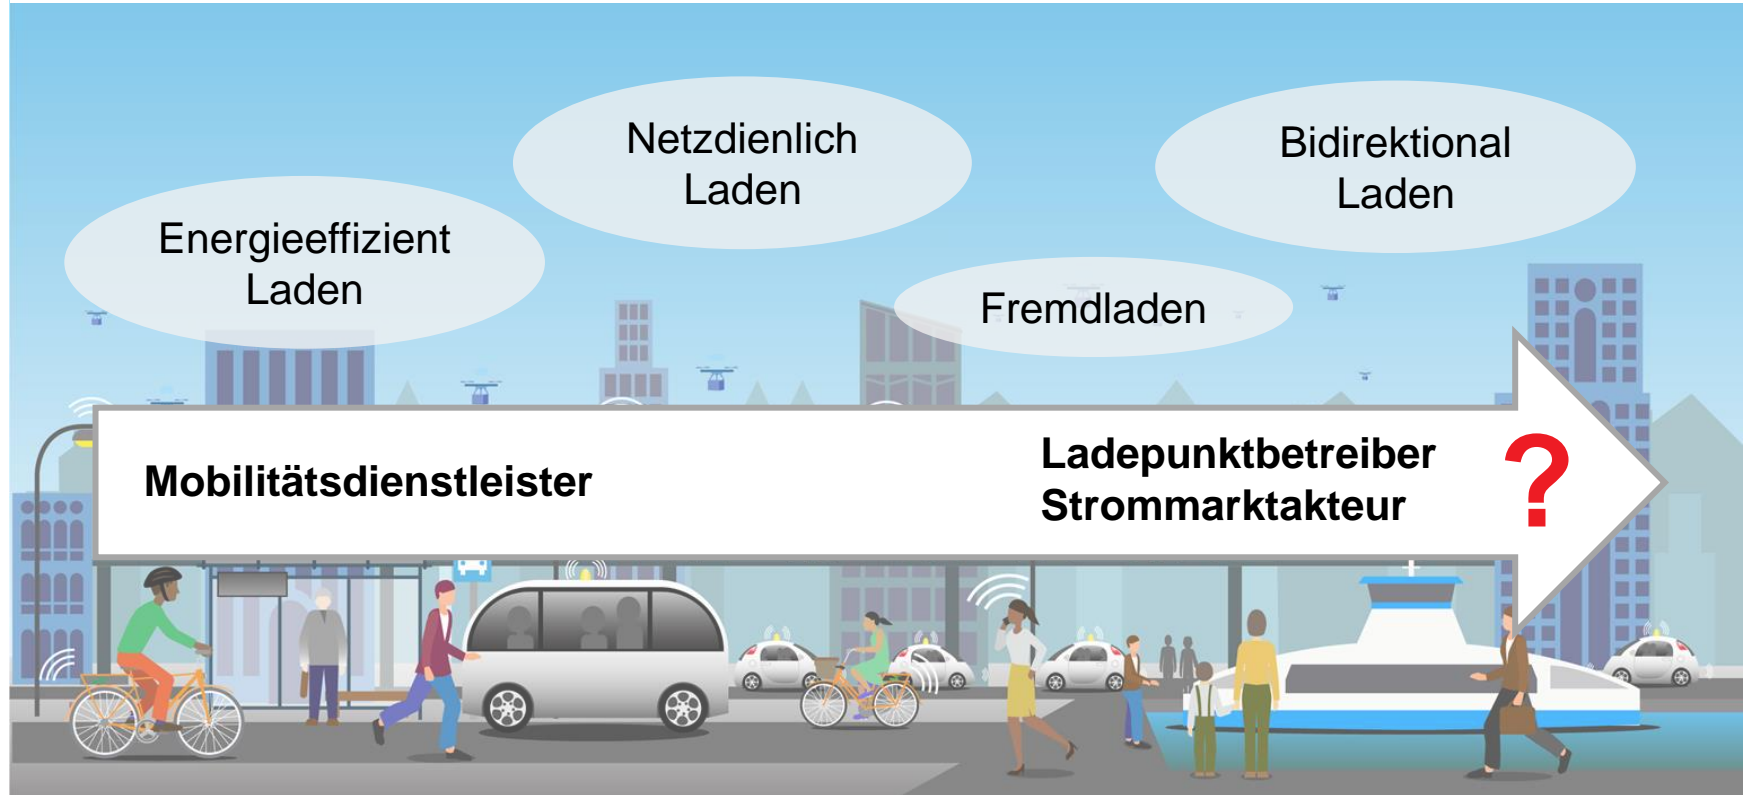 Netzdienlich
Laden
Bidirektional
Laden
Energieeffizient
Laden
Fremdladen
Mobilitätsdienstleister
Ladepunktbetreiber
Strommarktakteur
?